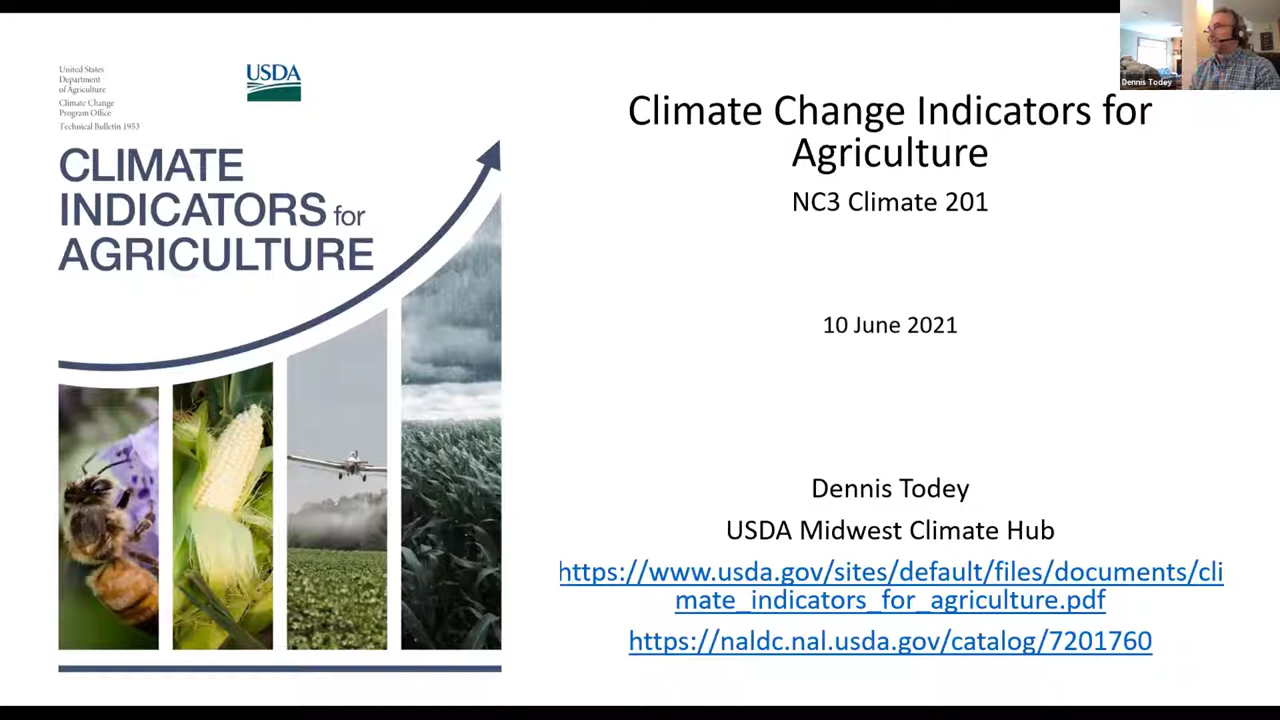 United States
Department
of Agriculture
Climate Change
Program Office
Technical Bulletin 1953
USDA
CLIMATE
INDICATORS for
AGRICULTURE
Climate Change Indicators for
Agriculture
NC3 Climate 201
10 June 2021
Dennis Todey
USDA Midwest Climate Hub
https://www.usda.gov/sites/default/files/documents/cli
mate_indicators_for_agriculture.pdf
https://naldc.nal.usda.gov/catalog/7201760
Dennis Todey